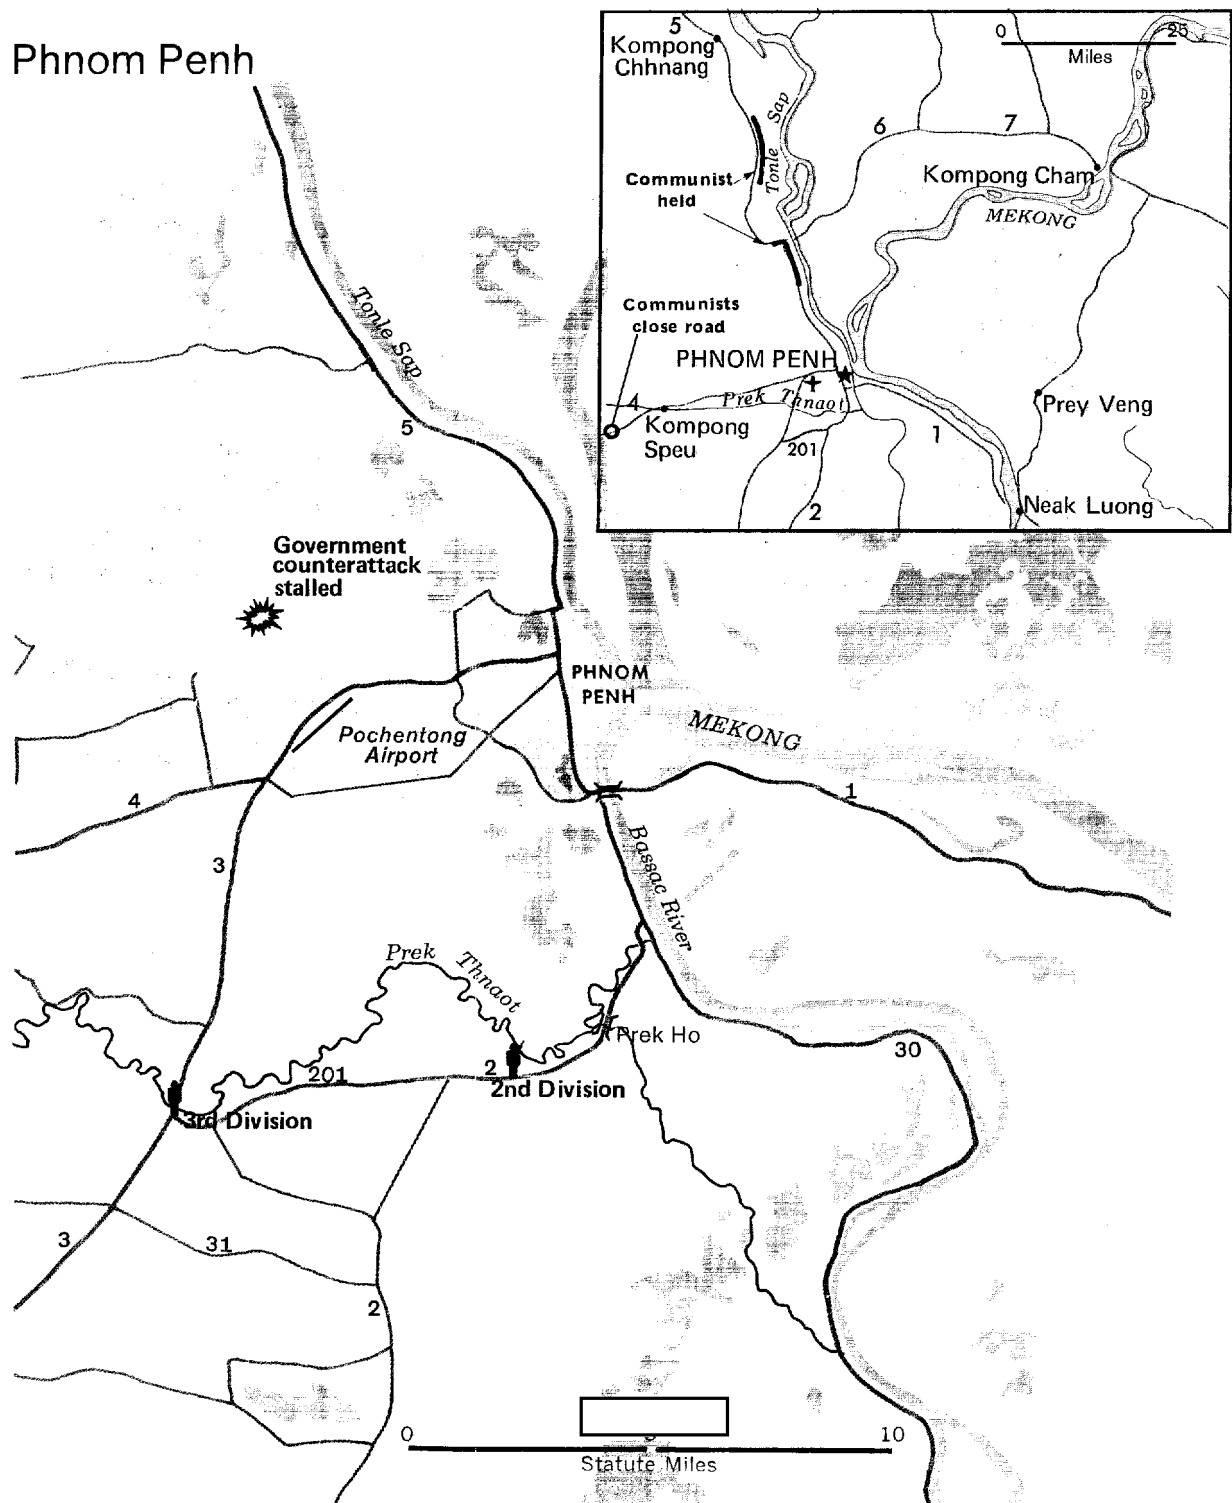 Phnom Penh
5
Kompong
Chhnang
0
25
Miles
Tonle Sap
6
7
Communist
held
Kompong Cham
MEKONG
Communists
close road
PHNOM PENH
4
Prek Thnaot
Kompong
Speu
201
1
2
Prey Veng
Neak Luong
Tonle Sap
5
Government
counterattack
stalled
PHNOM
PENH
MEKONG
Pochentong
Airport
4
1
3
Bassac River
Prek Thnaot
Prek Ho
30
201
2
2nd Division
3rd Division
3
31
2
0
10
Statute Miles